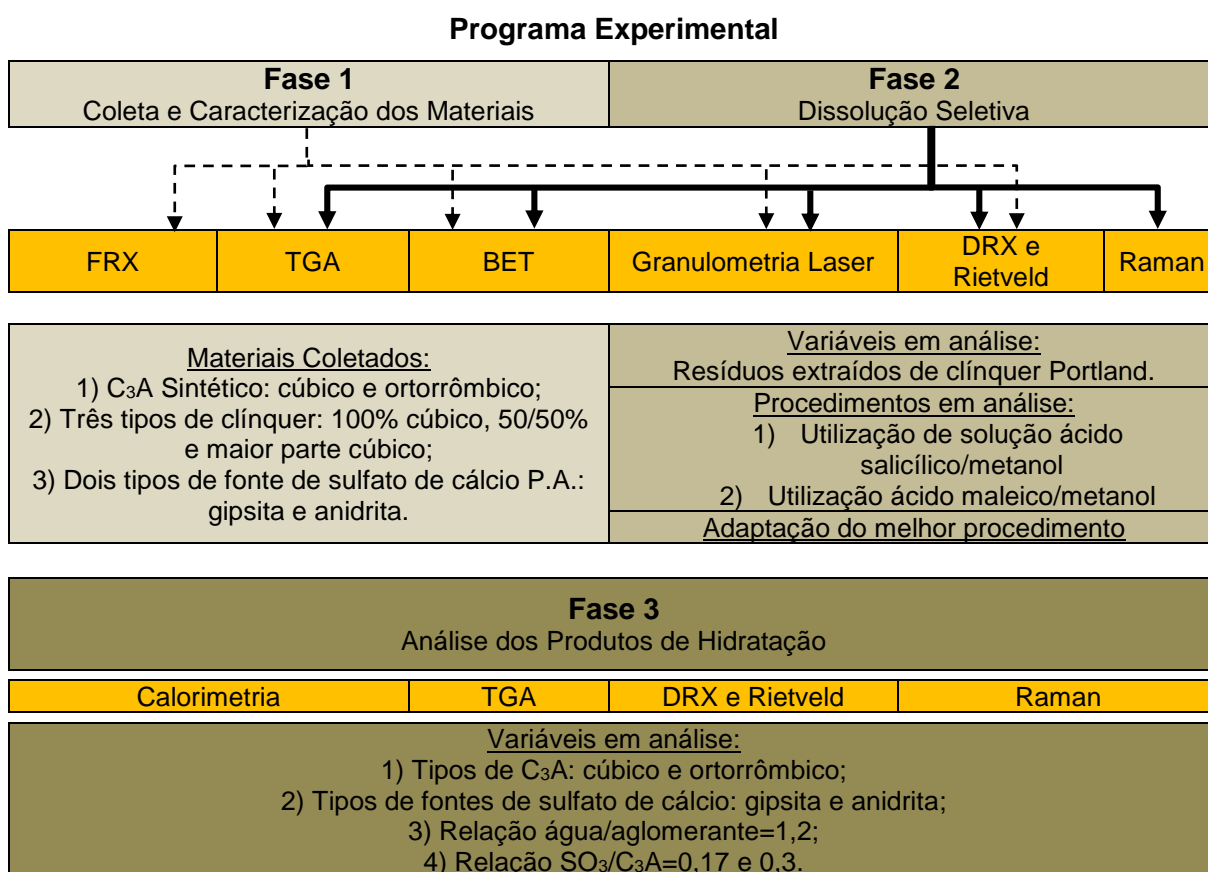 Programa Experimental
Fase 1
Coleta e Caracterização dos Materiais
Fase 2
Dissolução Seletiva
FRX
TGA
BET
Granulometria Laser
DRX e
Rietveld
Raman
Materiais Coletados:
1) C₃A Sintético: cúbico e ortorrômbico;
2) Três tipos de clínquer: 100% cúbico, 50/50%
e maior parte cúbico;
3) Dois tipos de fonte de sulfato de cálcio P.A.:
gipsita e anidrita.
Variáveis em análise:
Resíduos extraídos de clínquer Portland.
Procedimentos em análise:
1) Utilização de solução ácido
salicílico/metanol
2) Utilização ácido maleico/metanol
Adaptação do melhor procedimento
Fase 3
Análise dos Produtos de Hidratação
Calorimetria
TGA
DRX e Rietveld
Raman
Variáveis em análise:
1) Tipos de C₃A: cúbico e ortorrômbico;
2) Tipos de fontes de sulfato de cálcio: gipsita e anidrita;
3) Relação água/aglomerante=1,2;
4) Relação SO₃/C₃A=0,17 e 0,3.